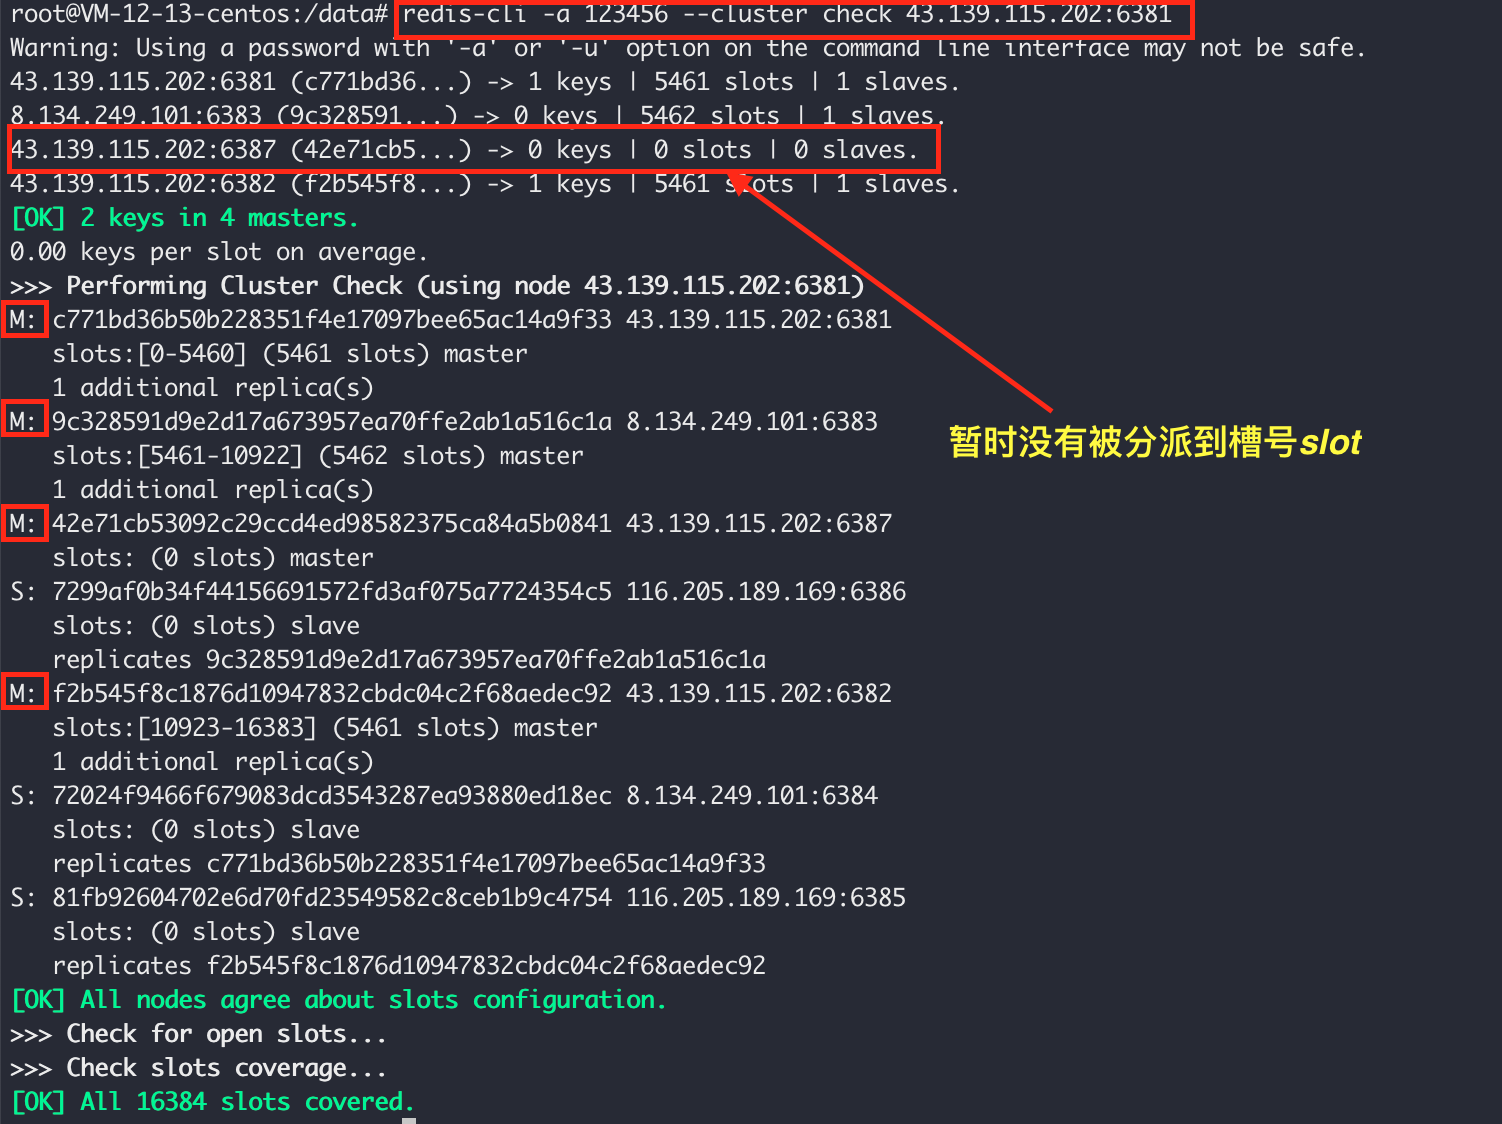 root@VM-12-13-centos:/data# redis-cli -a 123456 --cluster check 43.139.115.202:6381
Warning: Using a password with '-a' or '-u' option on the command line interface may not be safe.
43.139.115.202:6381 (c771bd36...) -> 1 keys | 5461 slots | 1 slaves.
8.134.249.101:6383 (9c328591...) -> 0 keys | 5462 slots | 1 slaves.
43.139.115.202:6387 (42e71cb5...) -> 0 keys | 0 slots | 0 slaves.
43.139.115.202:6382 (f2b545f8...) -> 1 keys | 5461 slots | 1 slaves.
[OK] 2 keys in 4 masters.
0.00 keys per slot on average.
>>> Performing Cluster Check (using node 43.139.115.202:6381)
M: c771bd36b50b228351f4e17097bee65ac14a9f33 43.139.115.202:6381
slots:[0-5460] (5461 slots) master
1 additional replica(s)
M: 9c328591d9e2d17a673957ea70ffe2ab1a516c1a 8.134.249.101:6383
暂时没有被分派到槽号slot
slots:[5461-10922] (5462 slots) master
1 additional replica(s)
M: 42e71cb53092c29ccd4ed98582375ca84a5b0841 43.139.115.202:6387
slots: (0 slots) master
S: 7299af0b34f44156691572fd3af075a7724354c5 116.205.189.169:6386
slots: (0 slots) slave
replicates 9c328591d9e2d17a673957ea70ffe2ab1a516c1a
M: f2b545f8c1876d10947832cbdc04c2f68aedec92 43.139.115.202:6382
slots:[10923-16383] (5461 slots) master
1 additional replica(s)
S: 72024f9466f679083dcd3543287ea93880ed18ec 8.134.249.101:6384
slots: (0 slots) slave
replicates c771bd36b50b228351f4e17097bee65ac14a9f33
S: 81fb92604702e6d70fd23549582c8ceb1b9c4754 116.205.189.169:6385
slots: (0 slots) slave
replicates f2b545f8c1876d10947832cbdc04c2f68aedec92
[OK] All nodes agree about slots configuration.
>>> Check for open slots...
>>> Check slots coverage...
[OK] All 16384 slots covered.